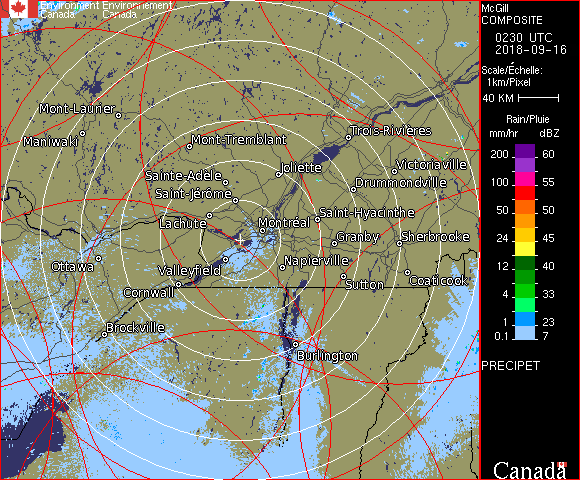 Environment Environnement
Canada Canada
McGill
COMPOSITE
0230 UTC
2018-09-16
Scale/Échelle:
1km/Pixel
40 KM
Rain/Pluie
mm/hr dBZ
200 60
55
100 55
50 50
24 45
30
12 40
4 33
1 23
0.1 7
PRECIPET
Canada
Mont-Laurier
Maniwaki
Mont-Tremblant
Trois-Rivières
Sainte-Adèle
Joliette
Victoriaville
Saint-Jérôme
Drummondville
Lachute
Montréal
Saint-Hyacinthe
Granby
Sherbrooke
Ottawa
Valleyfield
Napierville
Cornwall
Sutton
Coaticook
Brockville
Burlington